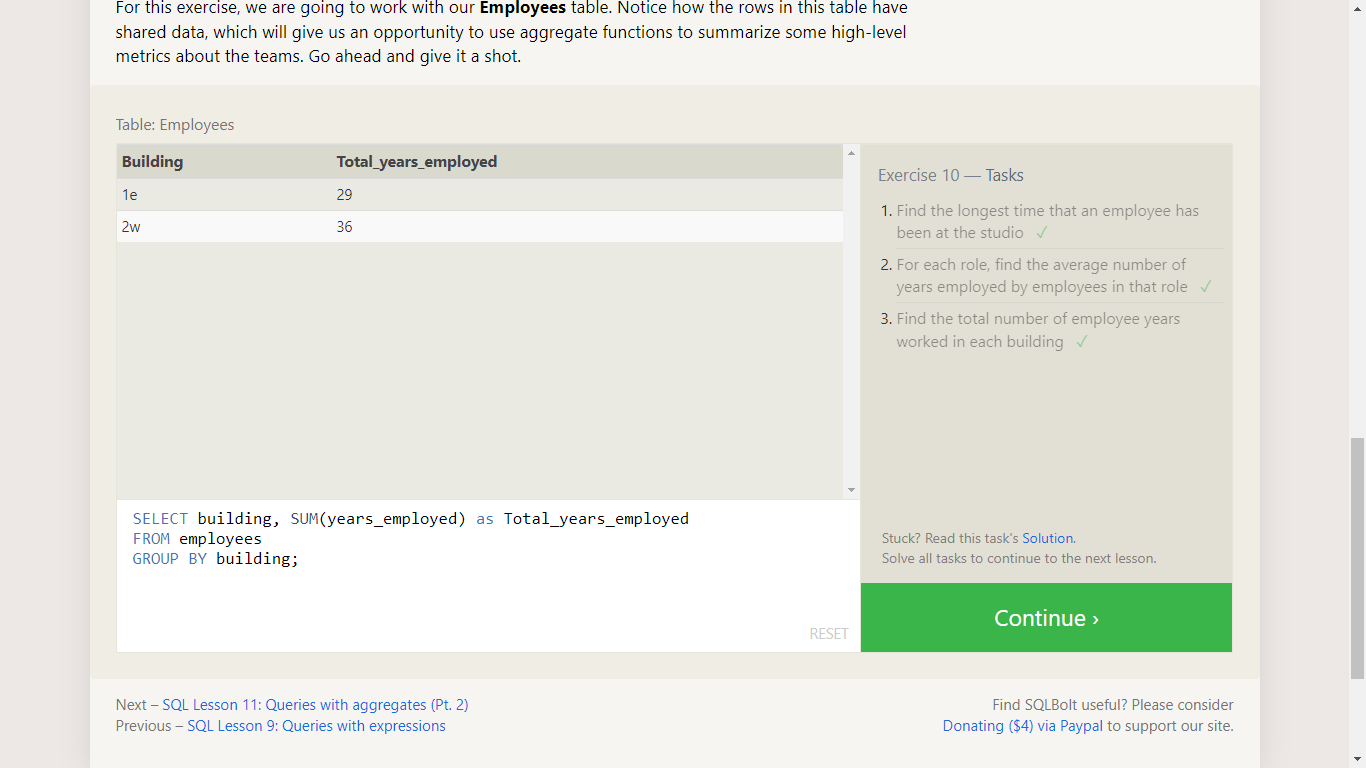 For this exercise, we are going to work with our Employees table. Notice how the rows in this table have
shared data, which will give us an opportunity to use aggregate functions to summarize some high-level
metrics about the teams. Go ahead and give it a shot.
Table: Employees
Building Total_years_employed
1e 29
2w 36
SELECT building, SUM(years_employed) as Total_years_employed
FROM employees
GROUP BY building;
RESET
Exercise 10 — Tasks
1. Find the longest time that an employee has
been at the studio ✓
2. For each role, find the average number of
years employed by employees in that role ✓
3. Find the total number of employee years
worked in each building ✓
Stuck? Read this task's Solution.
Solve all tasks to continue to the next lesson.
Continue ›
Next – SQL Lesson 11: Queries with aggregates (Pt. 2)
Previous – SQL Lesson 9: Queries with expressions
Find SQLBolt useful? Please consider
Donating ($4) via Paypal to support our site.